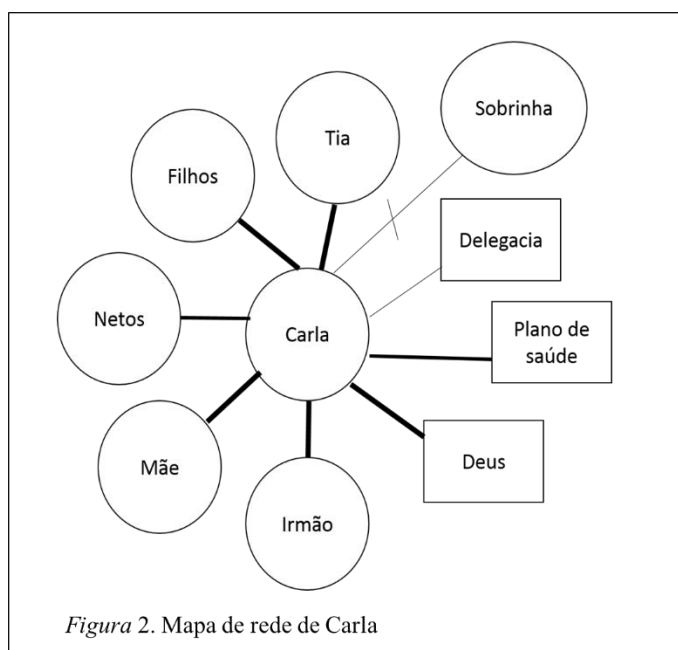 Sobrinha
Tia
Filhos
Delegacia
Netos
Carla
Plano de
saúde
Mãe
Deus
Irmão
Figura 2. Mapa de rede de Carla